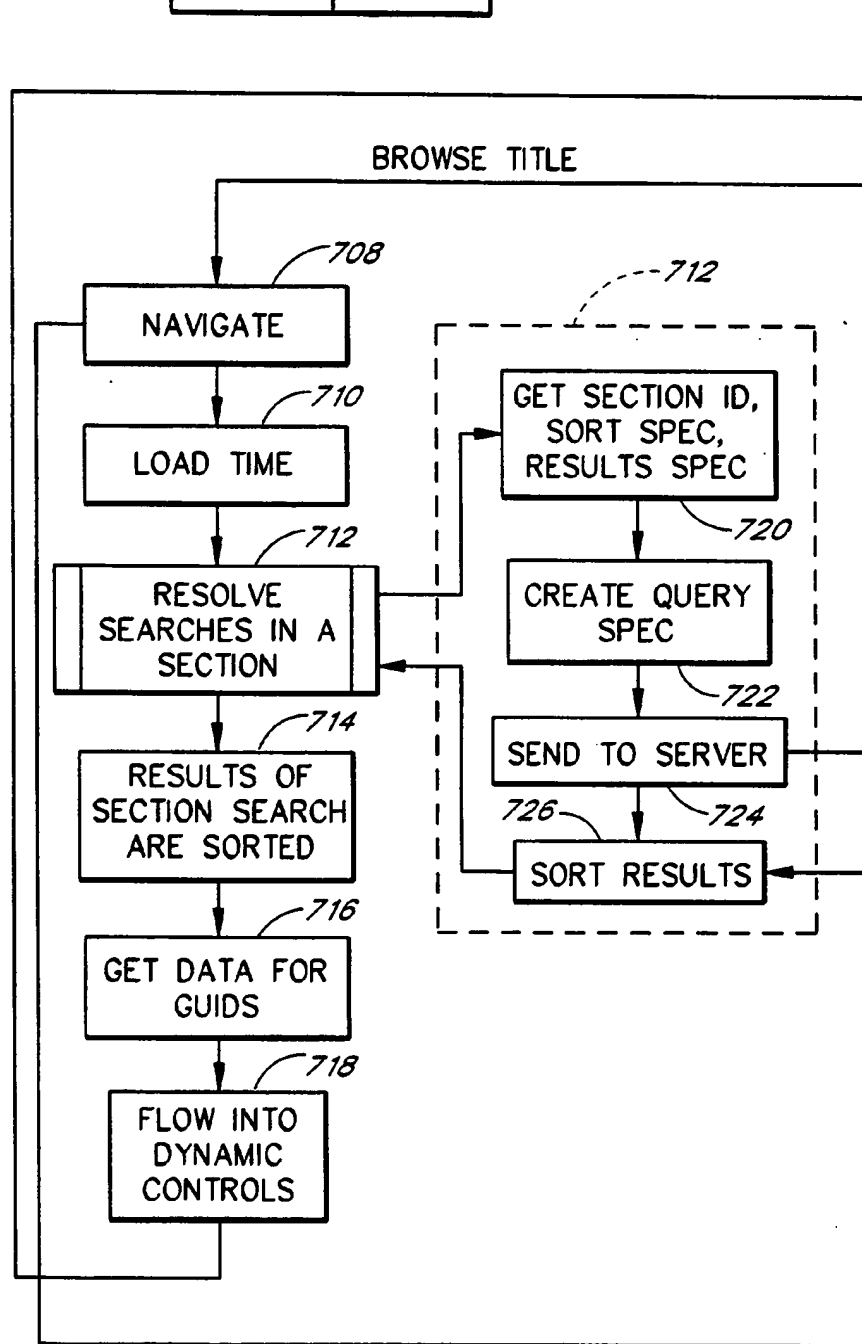 BROWSE TITLE
708
NAVIGATE
710
LOAD TIME
712
RESOLVE
SEARCHES IN A
SECTION
714
RESULTS OF
SECTION SEARCH
ARE SORTED
716
GET DATA FOR
GUIDS
718
FLOW INTO
DYNAMIC
CONTROLS
712
GET SECTION ID,
SORT SPEC,
RESULTS SPEC
720
CREATE QUERY
SPEC
722
SEND TO SERVER
724
726
SORT RESULTS